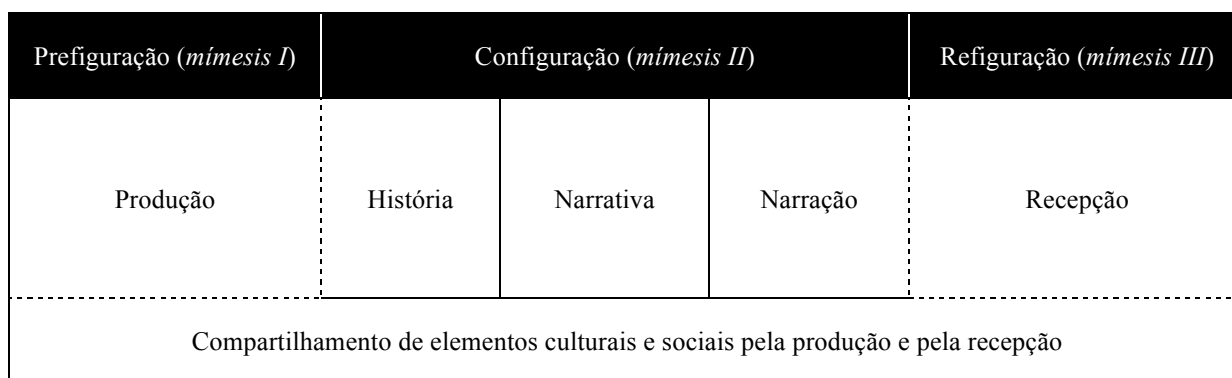 Prefiguração (mímesis I)
Configuração (mímesis II)
Refiguração (mímesis III)
Produção
História
Narrativa
Narração
Recepção
Compartilhamento de elementos culturais e sociais pela produção e pela recepção